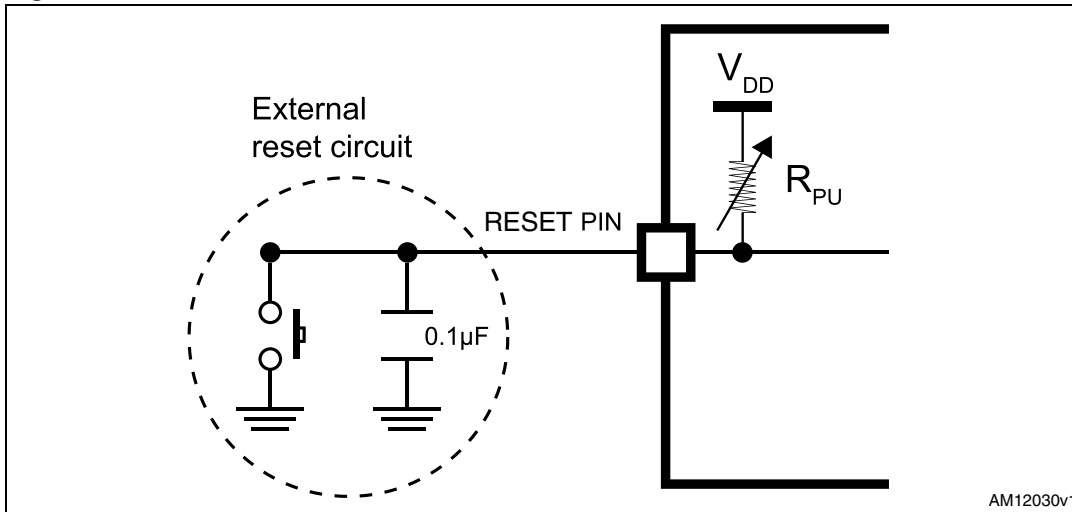 External
reset circuit
V_DD
R_PU
RESET PIN
0.1µF
AM12030v1